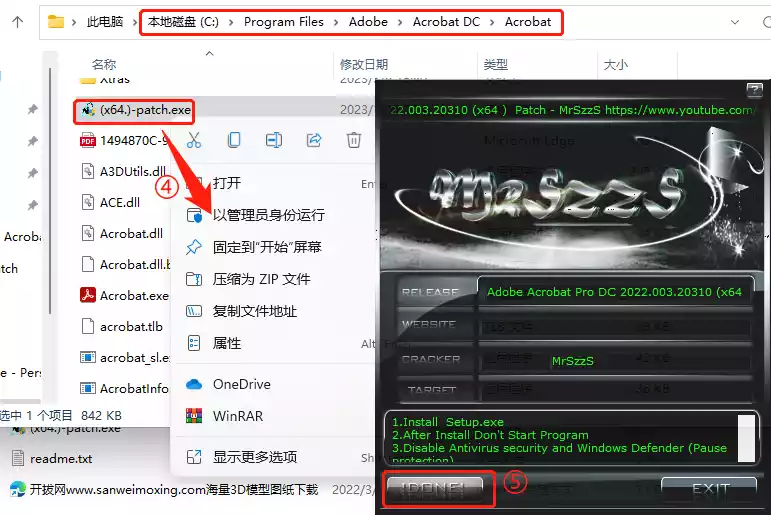 此电脑 > 本地磁盘 (C:) > Program Files > Adobe > Acrobat DC > Acrobat
名称
修改日期
类型
大小
Xtras
(x64.)-patch.exe
2023/
1494870C-9
A3DUtils.dll
ACE.dll
Acrobat.dll
Acrobat.dll.b
Acrobat.exe
acrobat.tlb
acrobat_sl.ex
AcrobatInfo
Acrobat
tch
e - Pers
选中 1 个项目 842 KB
(x64.)-patch.exe
readme.txt
开拔网www.sanweimoxing.com海量3D模型图纸下载
2022/3/
④
打开
Ente
以管理员身份运行
固定到"开始"屏幕
压缩为 ZIP 文件
复制文件地址
属性
Alt
OneDrive
WinRAR
显示更多选项
Sh
?
22.003.20310 (x64 ) Patch - MrSzzS https://www.youtube.com/
Microsoft Edge
MrSzzS
RELEASE
Adobe Acrobat Pro DC 2022.003.20310 (x64
WEBSITE
CRACKER
MrSzzS
TARGET
1.Install Setup.exe
2.After Install Don't Start Program
3.Disable Antivirus security and Windows Defender (Pause
protection)
!DONE!
⑤
EXIT